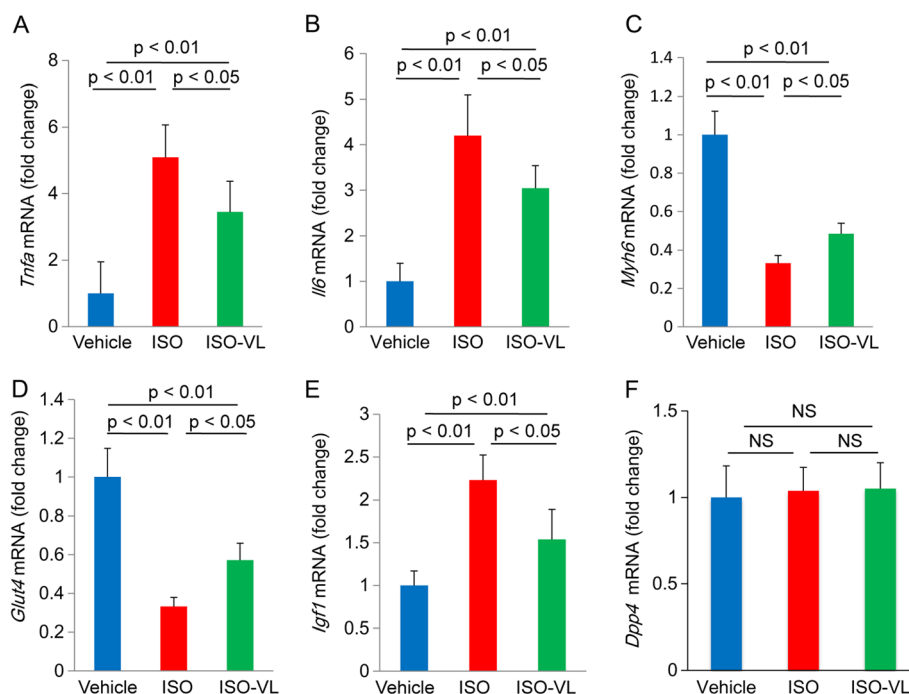 A
Tnfa mRNA (fold change)
8
6
4
2
0
p < 0.01
p < 0.01
p < 0.05
Vehicle
ISO
ISO-VL
B
Il6 mRNA (fold change)
6
5
4
3
2
1
0
p < 0.01
p < 0.01
p < 0.05
Vehicle
ISO
ISO-VL
C
Myh6 mRNA (fold change)
1.4
1.2
1
0.8
0.6
0.4
0.2
0
p < 0.01
p < 0.01
p < 0.05
Vehicle
ISO
ISO-VL
D
Glut4 mRNA (fold change)
1.4
1.2
1
0.8
0.6
0.4
0.2
0
p < 0.01
p < 0.01
p < 0.05
Vehicle
ISO
ISO-VL
E
Igf1 mRNA (fold change)
3
2.5
2
1.5
1
0.5
0
p < 0.01
p < 0.01
p < 0.05
Vehicle
ISO
ISO-VL
F
Dpp4 mRNA (fold change)
1.5
1
0.5
0
NS
NS
NS
Vehicle
ISO
ISO-VL